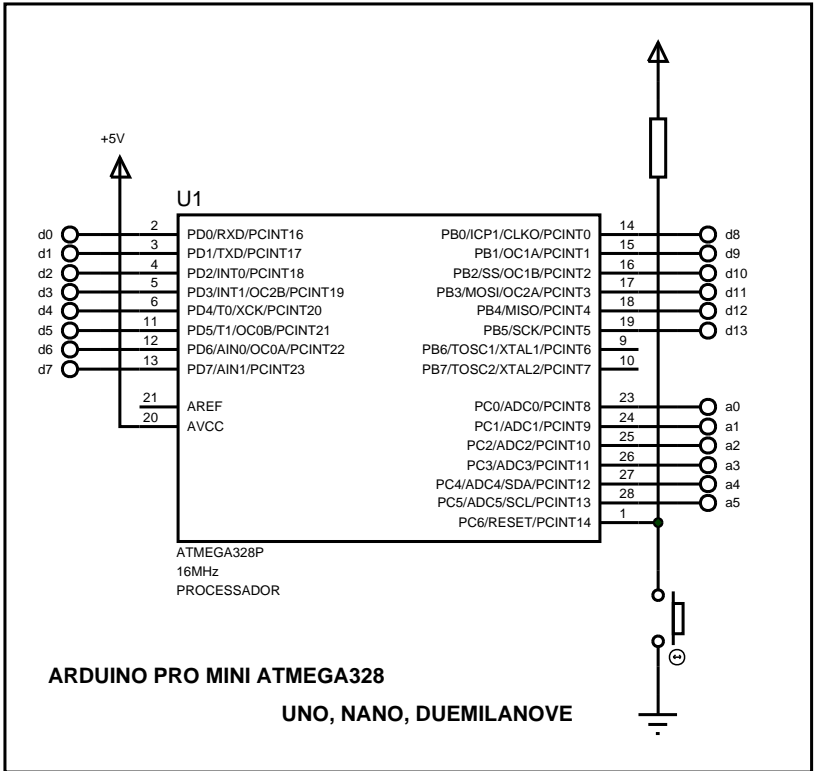 +5V
U1
d0 2 PD0/RXD/PCINT16 PB0/ICP1/CLKO/PCINT0 14 d8
d1 3 PD1/TXD/PCINT17 PB1/OC1A/PCINT1 15 d9
d2 4 PD2/INT0/PCINT18 PB2/SS/OC1B/PCINT2 16 d10
d3 5 PD3/INT1/OC2B/PCINT19 PB3/MOSI/OC2A/PCINT3 17 d11
d4 6 PD4/T0/XCK/PCINT20 PB4/MISO/PCINT4 18 d12
d5 11 PD5/T1/OC0B/PCINT21 PB5/SCK/PCINT5 19 d13
d6 12 PD6/AIN0/OC0A/PCINT22 PB6/TOSC1/XTAL1/PCINT6 9
d7 13 PD7/AIN1/PCINT23 PB7/TOSC2/XTAL2/PCINT7 10
21 AREF PC0/ADC0/PCINT8 23 a0
20 AVCC PC1/ADC1/PCINT9 24 a1
PC2/ADC2/PCINT10 25 a2
PC3/ADC3/PCINT11 26 a3
PC4/ADC4/SDA/PCINT12 27 a4
PC5/ADC5/SCL/PCINT13 28 a5
PC6/RESET/PCINT14 1
ATMEGA328P
16MHz
PROCESSADOR
ARDUINO PRO MINI ATMEGA328
UNO, NANO, DUEMILANOVE